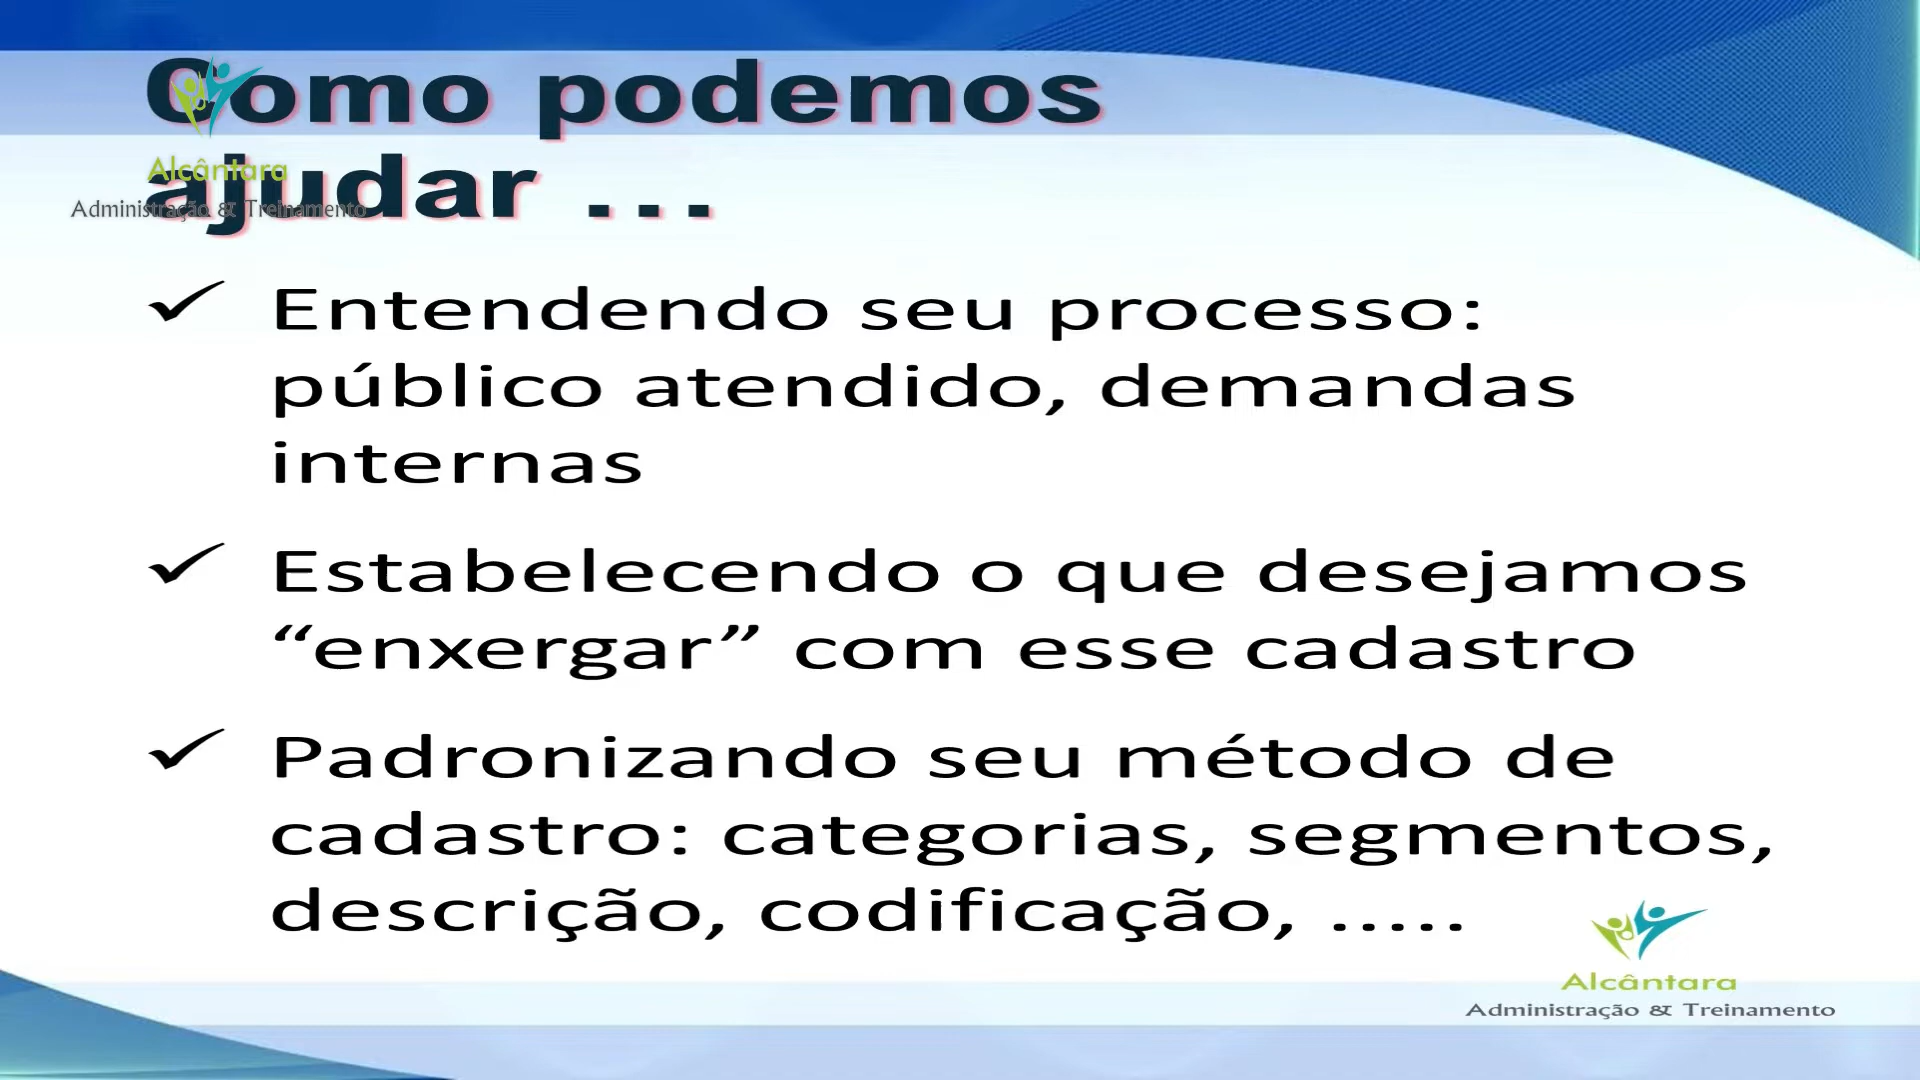 Como podemos
ajudar ...
Alcântara
Administração & Treinamento
✓ Entendendo seu processo:
público atendido, demandas
internas
✓ Estabelecendo o que desejamos
“enxergar” com esse cadastro
✓ Padronizando seu método de
cadastro: categorias, segmentos,
descrição, codificação, .....
Alcântara
Administração & Treinamento